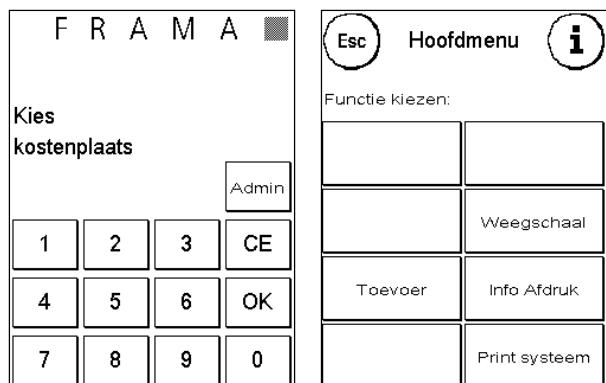 FRAMA
Kies
kostenplaats
Admin
1 2 3 CE
4 5 6 OK
7 8 9 0
Esc Hoofdmenu i
Functie kiezen:
Weegschaal
Toevoer Info Afdruk
Print systeem